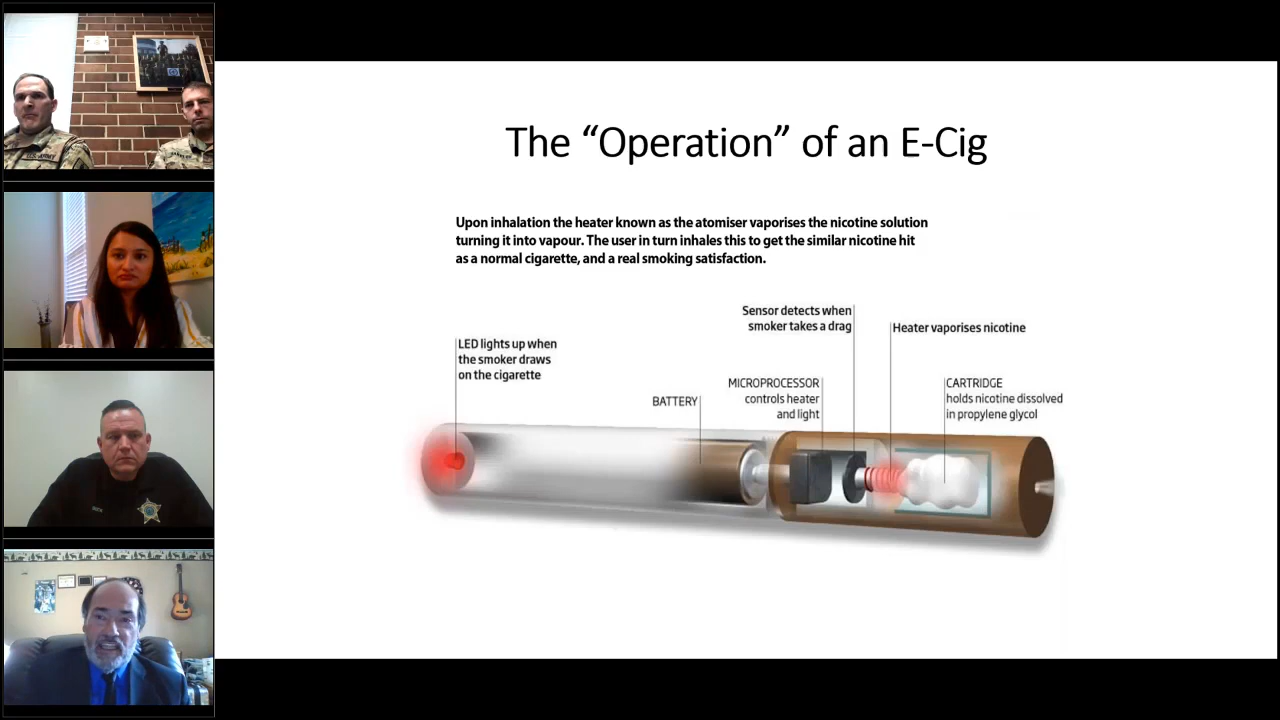 The “Operation” of an E-Cig
Upon inhalation the heater known as the atomiser vaporises the nicotine solution
turning it into vapour. The user in turn inhales this to get the similar nicotine hit
as a normal cigarette, and a real smoking satisfaction.
Sensor detects when
smoker takes a drag
Heater vaporises nicotine
LED lights up when
the smoker draws
on the cigarette
BATTERY
MICROPROCESSOR
controls heater
and light
CARTRIDGE
holds nicotine dissolved
in propylene glycol
U.S. ARMY